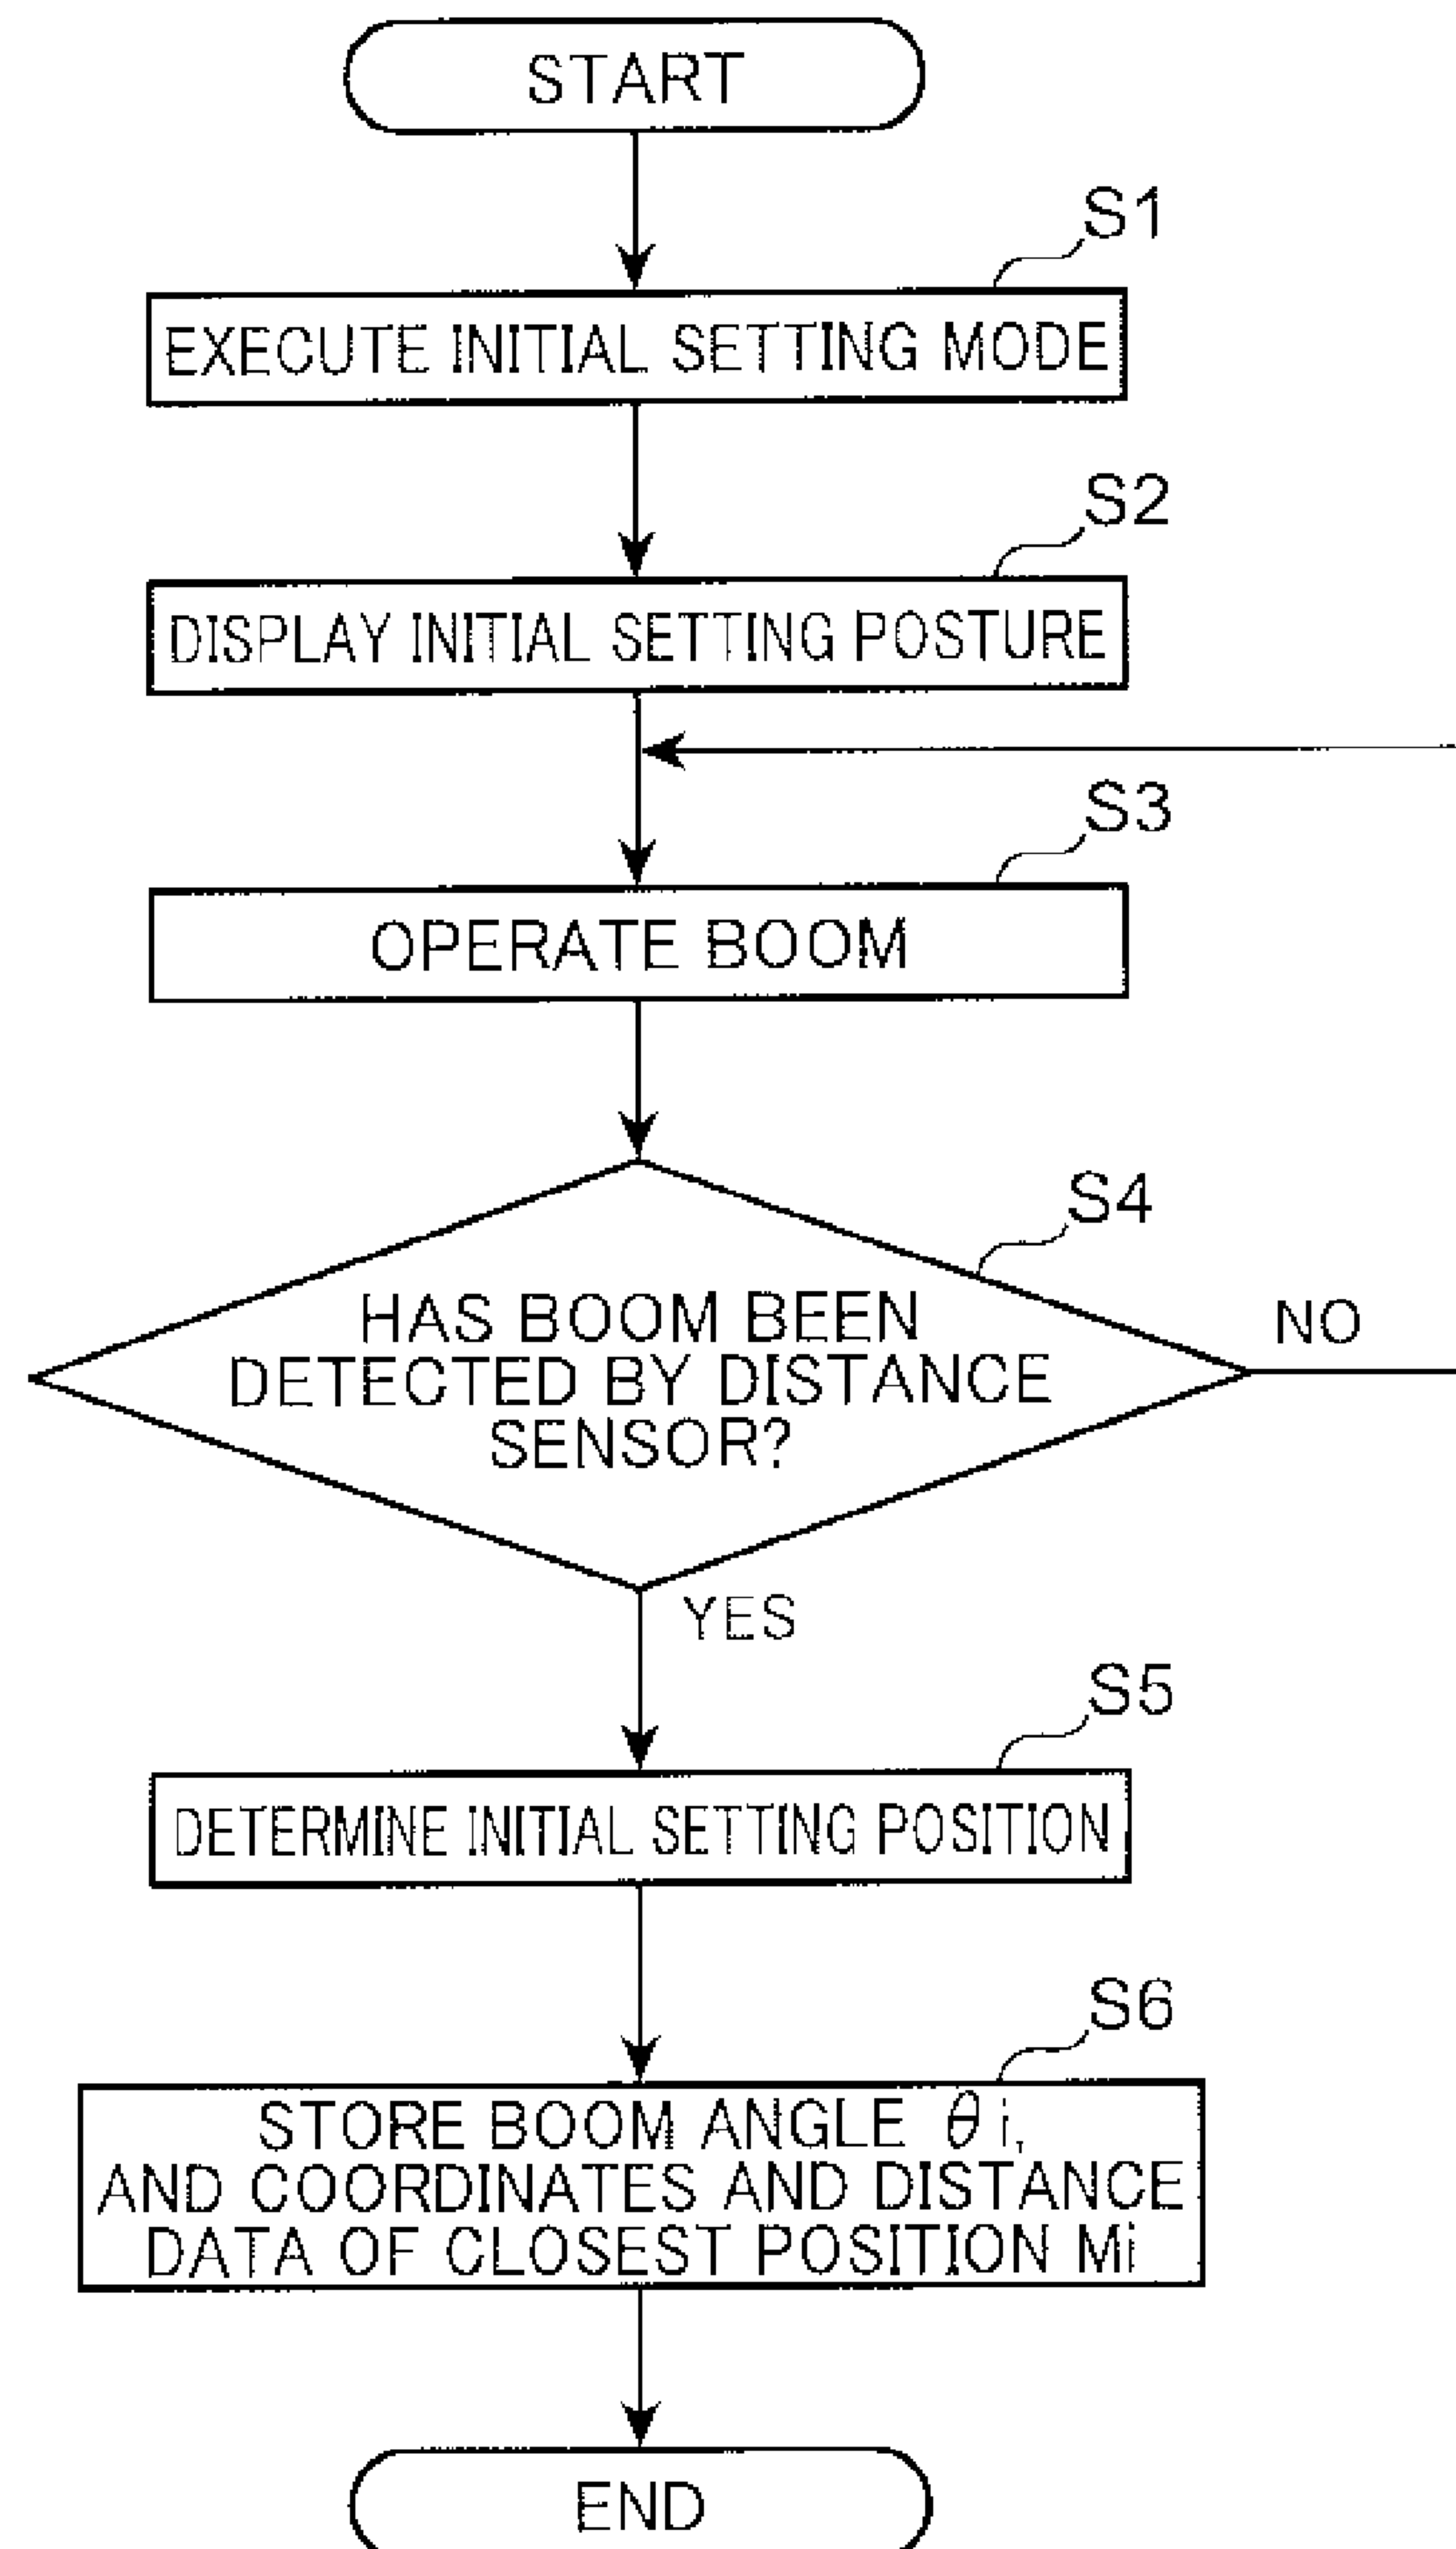 START
S1
EXECUTE INITIAL SETTING MODE
S2
DISPLAY INITIAL SETTING POSTURE
S3
OPERATE BOOM
S4
HAS BOOM BEEN
DETECTED BY DISTANCE
SENSOR?
NO
YES
S5
DETERMINE INITIAL SETTING POSITION
S6
STORE BOOM ANGLE θi,
AND COORDINATES AND DISTANCE
DATA OF CLOSEST POSITION Mi
END